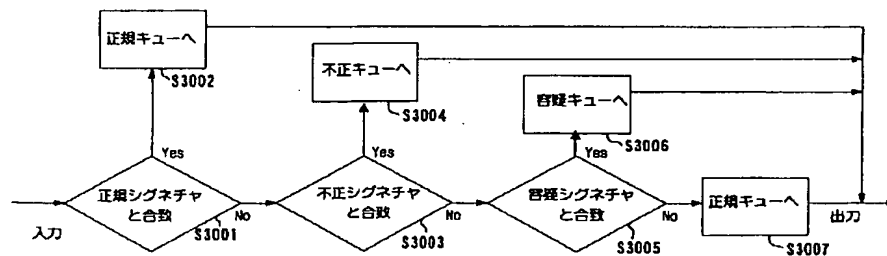 正規キューへ
S3002
不正キューへ
S3004
容疑キューへ
S3006
Yes
Yes
Yes
正規シグネチャ
と合致
No
S3001
不正シグネチャ
と合致
No
S3003
容疑シグネチャ
と合致
No
S3005
正規キューへ
S3007
入力
出力